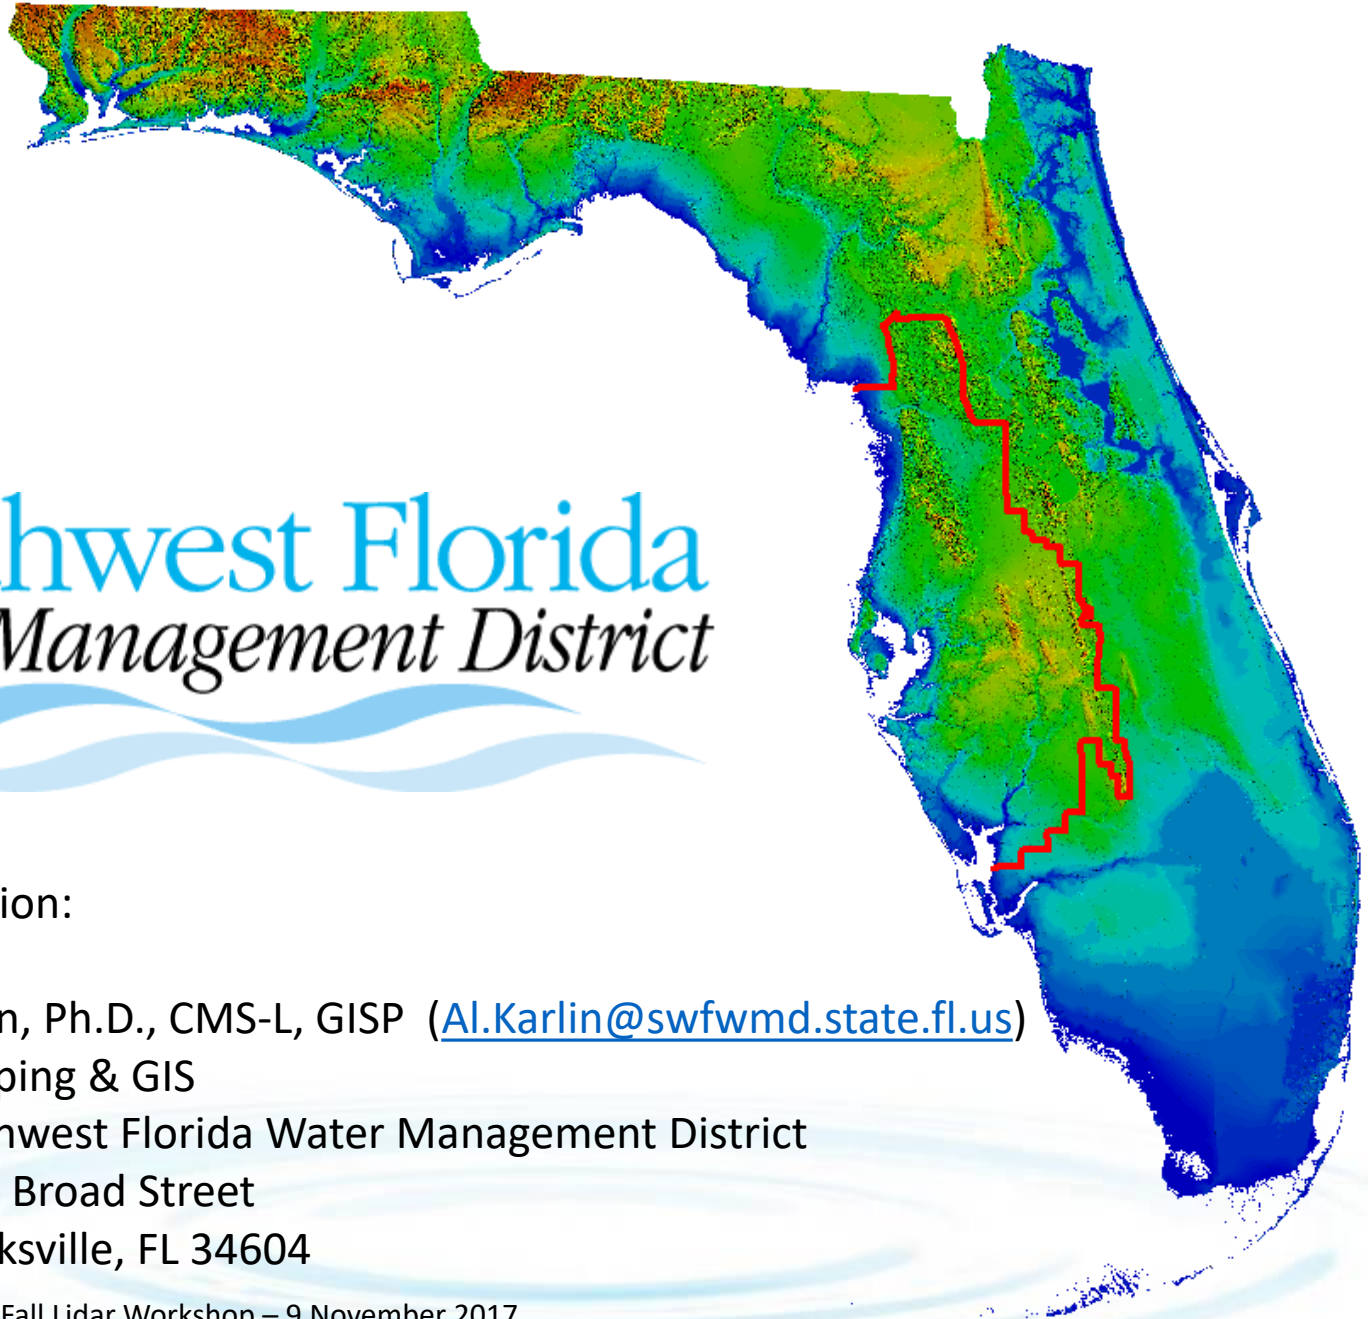 hwest Florida
Management District
ion:
n, Ph.D., CMS-L, GISP (Al.Karlin@swfwmd.state.fl.us)
ping & GIS
hwest Florida Water Management District
Broad Street
ksville, FL 34604
Fall Lidar Workshop – 9 November 2017